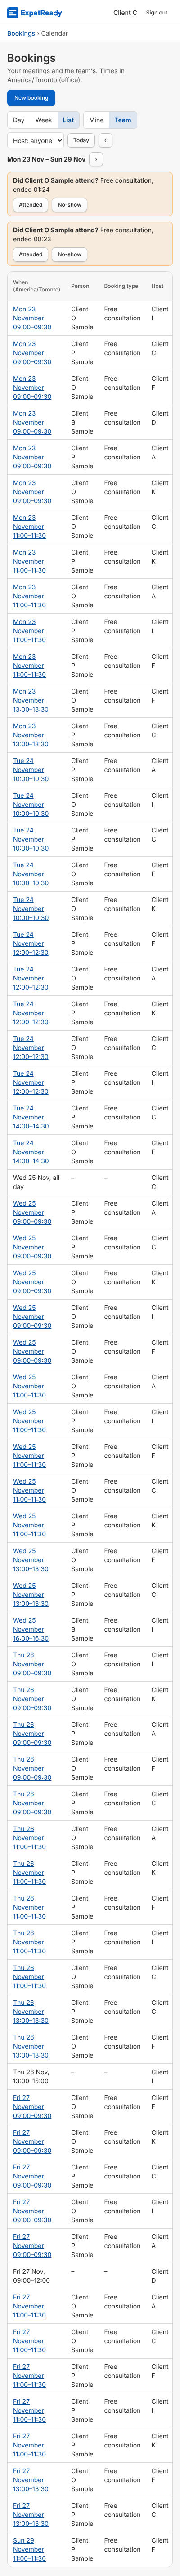 ExpatReady
Client C
Sign out
Bookings › Calendar
Bookings
Your meetings and the team's. Times in
America/Toronto (office).
New booking
Day Week List Mine Team
Host: anyone Today ‹
Mon 23 Nov – Sun 29 Nov ›
Did Client O Sample attend? Free consultation,
ended 01:24
Attended No-show
Did Client O Sample attend? Free consultation,
ended 00:23
Attended No-show
When
(America/Toronto) Person Booking type Host
Mon 23 November 09:00–09:30 Client O Sample Free consultation Client I
Mon 23 November 09:00–09:30 Client P Sample Free consultation Client C
Mon 23 November 09:00–09:30 Client O Sample Free consultation Client F
Mon 23 November 09:00–09:30 Client B Sample Free consultation Client D
Mon 23 November 09:00–09:30 Client P Sample Free consultation Client A
Mon 23 November 09:00–09:30 Client O Sample Free consultation Client K
Mon 23 November 11:00–11:30 Client O Sample Free consultation Client C
Mon 23 November 11:00–11:30 Client P Sample Free consultation Client K
Mon 23 November 11:00–11:30 Client O Sample Free consultation Client A
Mon 23 November 11:00–11:30 Client P Sample Free consultation Client I
Mon 23 November 11:00–11:30 Client P Sample Free consultation Client F
Mon 23 November 13:00–13:30 Client O Sample Free consultation Client F
Mon 23 November 13:00–13:30 Client P Sample Free consultation Client C
Tue 24 November 10:00–10:30 Client P Sample Free consultation Client A
Tue 24 November 10:00–10:30 Client O Sample Free consultation Client I
Tue 24 November 10:00–10:30 Client P Sample Free consultation Client C
Tue 24 November 10:00–10:30 Client O Sample Free consultation Client F
Tue 24 November 10:00–10:30 Client O Sample Free consultation Client K
Tue 24 November 12:00–12:30 Client P Sample Free consultation Client F
Tue 24 November 12:00–12:30 Client O Sample Free consultation Client A
Tue 24 November 12:00–12:30 Client P Sample Free consultation Client K
Tue 24 November 12:00–12:30 Client O Sample Free consultation Client C
Tue 24 November 12:00–12:30 Client P Sample Free consultation Client I
Tue 24 November 14:00–14:30 Client P Sample Free consultation Client C
Tue 24 November 14:00–14:30 Client O Sample Free consultation Client F
Wed 25 Nov, all day – – Client C
Wed 25 November 09:00–09:30 Client P Sample Free consultation Client A
Wed 25 November 09:00–09:30 Client P Sample Free consultation Client C
Wed 25 November 09:00–09:30 Client O Sample Free consultation Client K
Wed 25 November 09:00–09:30 Client O Sample Free consultation Client I
Wed 25 November 09:00–09:30 Client O Sample Free consultation Client F
Wed 25 November 11:00–11:30 Client O Sample Free consultation Client A
Wed 25 November 11:00–11:30 Client P Sample Free consultation Client I
Wed 25 November 11:00–11:30 Client P Sample Free consultation Client F
Wed 25 November 11:00–11:30 Client O Sample Free consultation Client C
Wed 25 November 11:00–11:30 Client P Sample Free consultation Client K
Wed 25 November 13:00–13:30 Client O Sample Free consultation Client F
Wed 25 November 13:00–13:30 Client P Sample Free consultation Client C
Wed 25 November 16:00–16:30 Client B Sample Free consultation Client I
Thu 26 November 09:00–09:30 Client O Sample Free consultation Client I
Thu 26 November 09:00–09:30 Client O Sample Free consultation Client K
Thu 26 November 09:00–09:30 Client P Sample Free consultation Client A
Thu 26 November 09:00–09:30 Client O Sample Free consultation Client F
Thu 26 November 09:00–09:30 Client P Sample Free consultation Client C
Thu 26 November 11:00–11:30 Client O Sample Free consultation Client A
Thu 26 November 11:00–11:30 Client P Sample Free consultation Client K
Thu 26 November 11:00–11:30 Client P Sample Free consultation Client F
Thu 26 November 11:00–11:30 Client P Sample Free consultation Client I
Thu 26 November 11:00–11:30 Client O Sample Free consultation Client C
Thu 26 November 13:00–13:30 Client P Sample Free consultation Client C
Thu 26 November 13:00–13:30 Client O Sample Free consultation Client F
Thu 26 Nov, 13:00–15:00 – – Client I
Fri 27 November 09:00–09:30 Client O Sample Free consultation Client F
Fri 27 November 09:00–09:30 Client O Sample Free consultation Client K
Fri 27 November 09:00–09:30 Client P Sample Free consultation Client C
Fri 27 November 09:00–09:30 Client O Sample Free consultation Client I
Fri 27 November 09:00–09:30 Client P Sample Free consultation Client A
Fri 27 Nov, 09:00–12:00 – – Client D
Fri 27 November 11:00–11:30 Client O Sample Free consultation Client A
Fri 27 November 11:00–11:30 Client O Sample Free consultation Client C
Fri 27 November 11:00–11:30 Client P Sample Free consultation Client F
Fri 27 November 11:00–11:30 Client P Sample Free consultation Client I
Fri 27 November 11:00–11:30 Client P Sample Free consultation Client K
Fri 27 November 13:00–13:30 Client O Sample Free consultation Client F
Fri 27 November 13:00–13:30 Client P Sample Free consultation Client C
Sun 29 November 11:00–11:30 Client O Sample Free consultation Client F